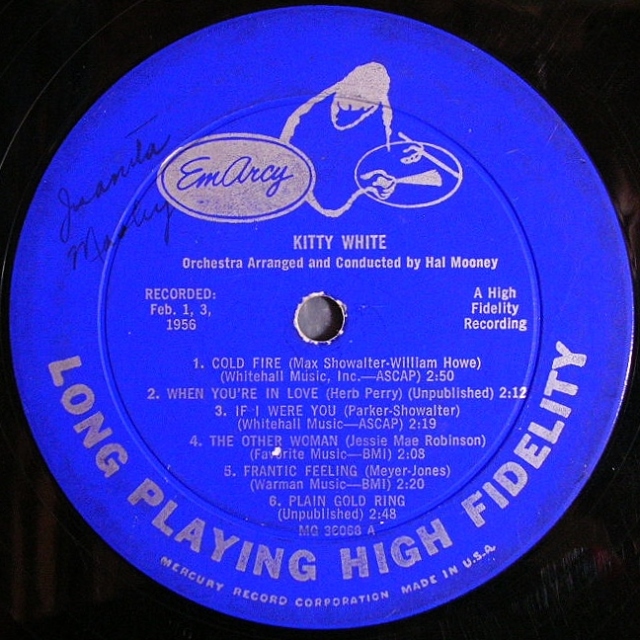 Juanita
EmArcy
KITTY WHITE
Orchestra Arranged and Conducted by Hal Mooney
RECORDED:
Feb. 1, 3,
1956
A High
Fidelity
Recording
1. COLD FIRE (Max Showalter-William Howe)
(Whitehall Music, Inc.—ASCAP) 2:50
2. WHEN YOU'RE IN LOVE (Herb Perry) (Unpublished) 2:12
3. IF I WERE YOU (Parker-Showalter)
(Whitehall Music—ASCAP) 2:19
4. THE OTHER WOMAN (Jessie Mae Robinson)
(Favorite Music—BMI) 2:08
5. FRANTIC FEELING (Meyer-Jones)
(Warman Music—BMI) 2:20
6. PLAIN GOLD RING
(Unpublished) 2:48
MG 36068 A
LONG PLAYING HIGH FIDELITY
MERCURY RECORD CORPORATION MADE IN U.S.A.